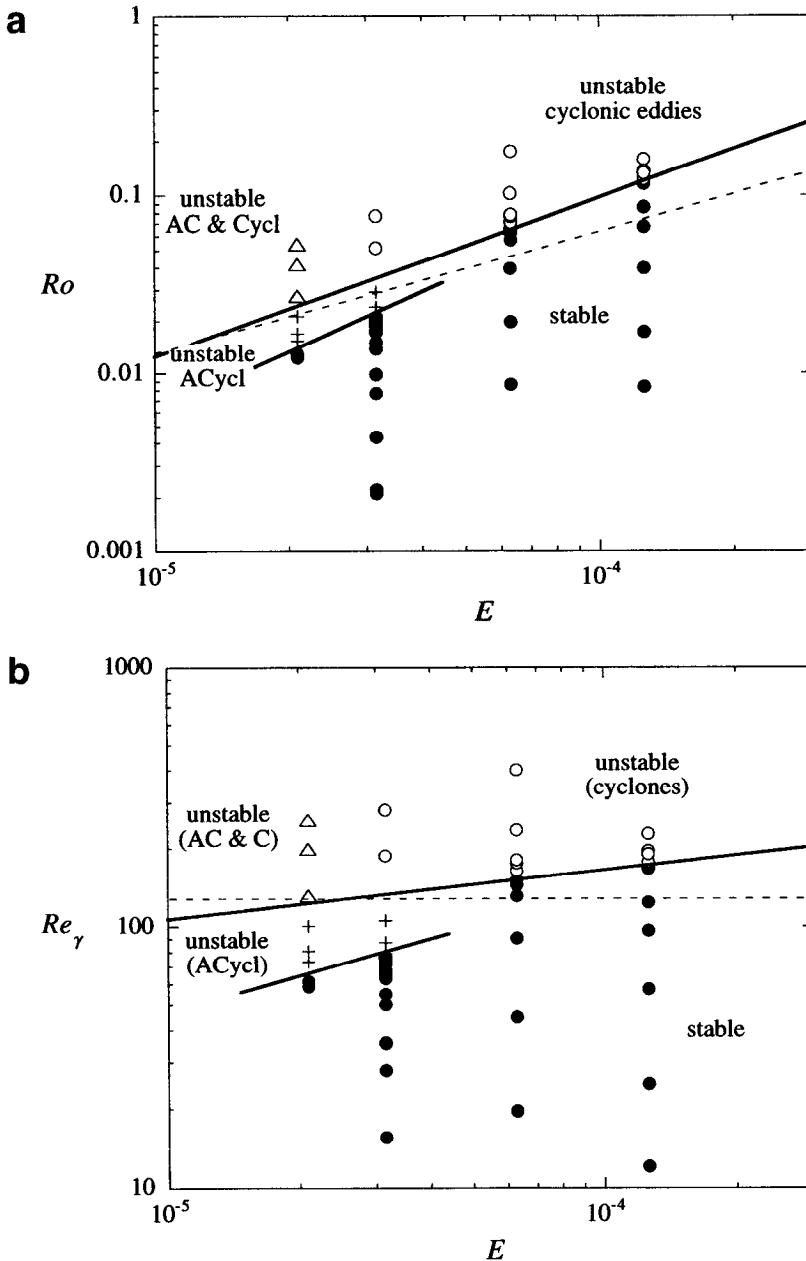 a
1
unstable
cyclonic eddies
0.1
unstable
AC & Cycl
Ro
stable
unstable
ACycl
0.01
0.001
10⁻⁵
10⁻⁴
E
b
1000
unstable
(cyclones)
unstable
(AC & C)
Re_γ
100
unstable
(ACycl)
stable
10
10⁻⁵
10⁻⁴
E